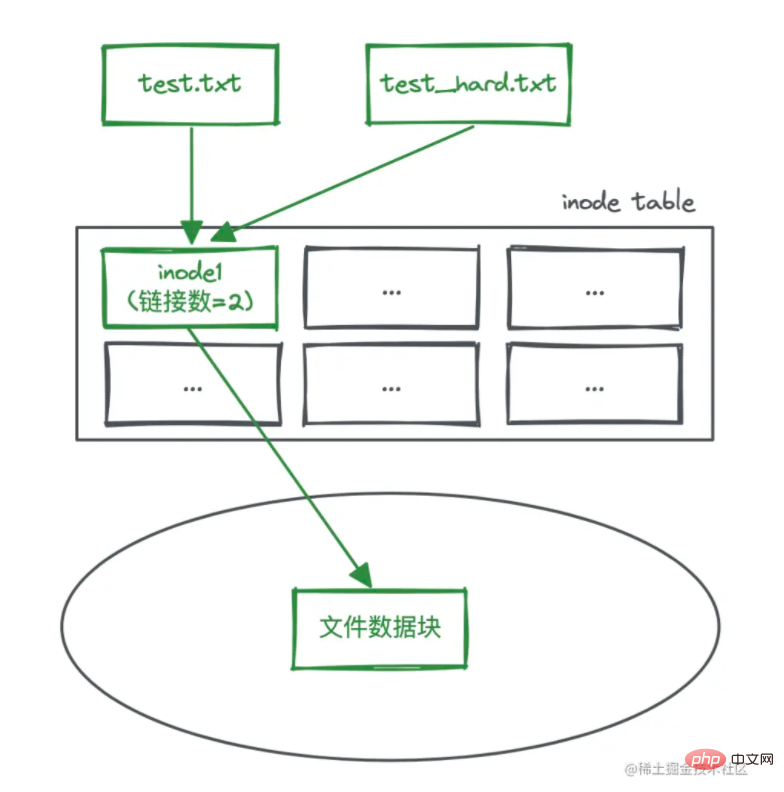 test.txt
test_hard.txt
inode table
inode1
（链接数=2）
...
...
...
...
...
文件数据块
php 中文网
@稀土掘金技术社区